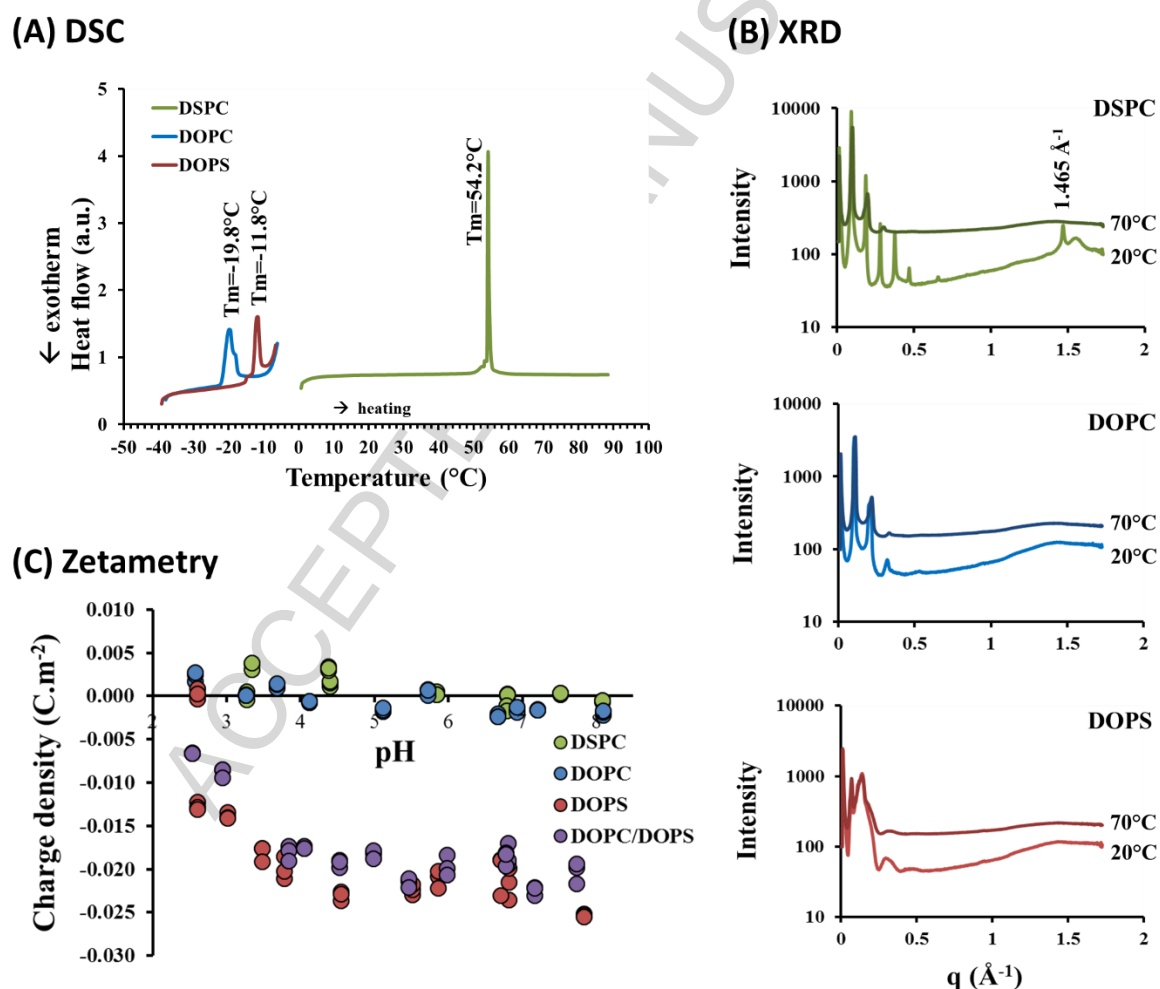 (A) DSC
5
4
3
2
1
0
← exotherm
Heat flow (a.u.)
DSPC
DOPC
DOPS
Tm=-19.8°C
Tm=-11.8°C
Tm=54.2°C
→ heating
-50 -40 -30 -20 -10 0 10 20 30 40 50 60 70 80 90 100
Temperature (°C)
(B) XRD
DSPC
10000
1000
100
10
Intensity
1.465 Å-1
70°C
20°C
0 0.5 1 1.5 2
DOPC
10000
1000
100
10
Intensity
70°C
20°C
0 0.5 1 1.5 2
DOPS
10000
1000
100
10
Intensity
70°C
20°C
0 0.5 1 1.5 2
q (Å-1)
(C) Zetametry
0.010
0.005
0.000
-0.005
-0.010
-0.015
-0.020
-0.025
-0.030
Charge density (C.m-2)
2 3 4 5 6 7 8
pH
DSPC
DOPC
DOPS
DOPC/DOPS